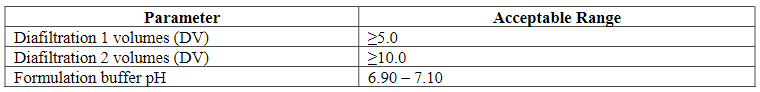 Parameter Acceptable Range
Diafiltration 1 volumes (DV) ≥5.0
Diafiltration 2 volumes (DV) ≥10.0
Formulation buffer pH 6.90 – 7.10